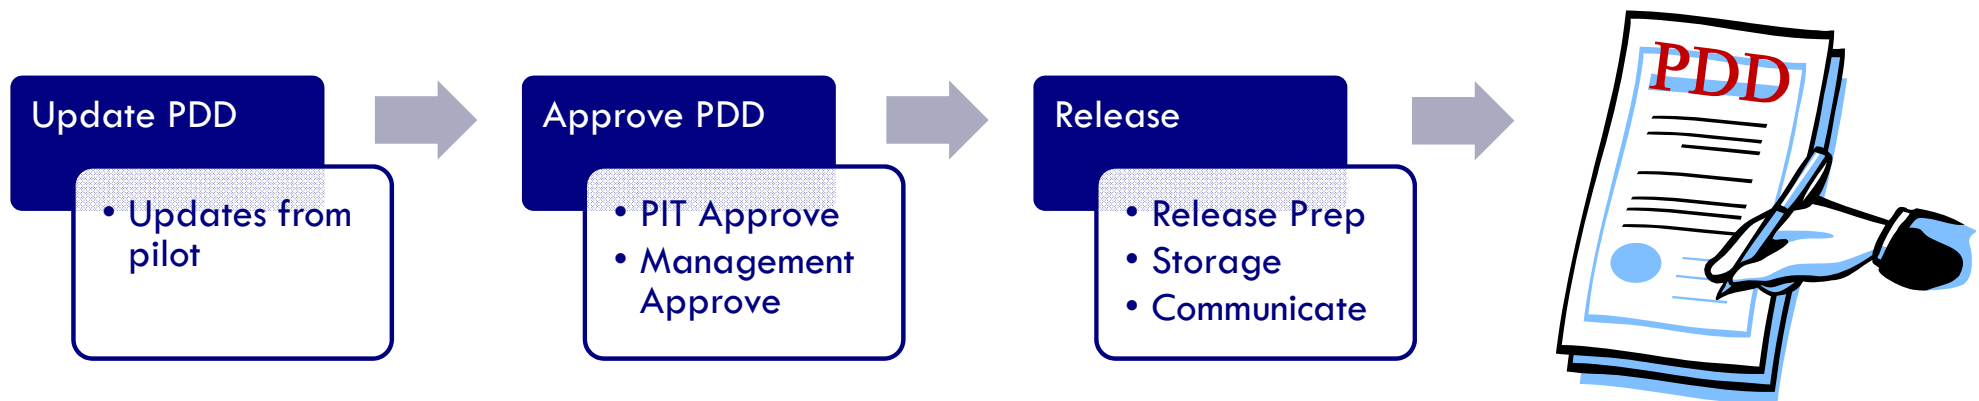 Update PDD
• Updates from
pilot
Approve PDD
• PIT Approve
• Management
Approve
Release
• Release Prep
• Storage
• Communicate
PDD